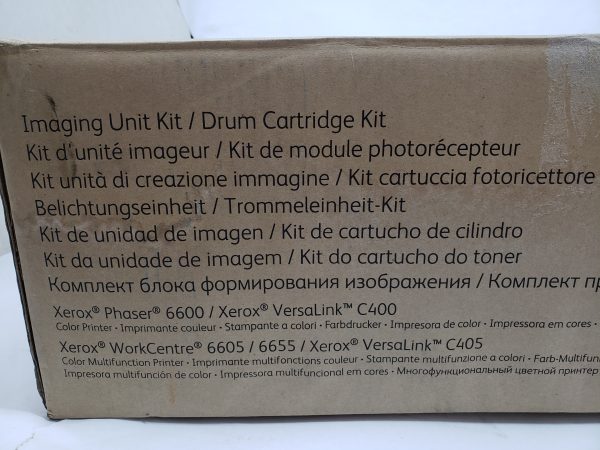 Imaging Unit Kit / Drum Cartridge Kit
Kit d'unité imageur / Kit de module photorécepteur
Kit unità di creazione immagine / Kit cartuccia fotoricettore
Belichtungseinheit / Trommeleinheit-Kit
Kit de unidad de imagen / Kit de cartucho de cilindro
Kit da unidade de imagem / Kit do cartucho do toner
Комплект блока формирования изображения / Комплект
Xerox® Phaser® 6600 / Xerox® VersaLink™ C400
Color Printer • Imprimante couleur • Stampante a colori • Farbdrucker • Impresora de color • Impressora em cores •
Xerox® WorkCentre® 6605 / 6655 / Xerox® VersaLink™ C405
Color Multifunction Printer • Imprimante multifonctions couleur • Stampante multifunzione a colori •
Impresora multifunción de color • Impressora multifuncional em cores • Многофункциональный цветной принтер